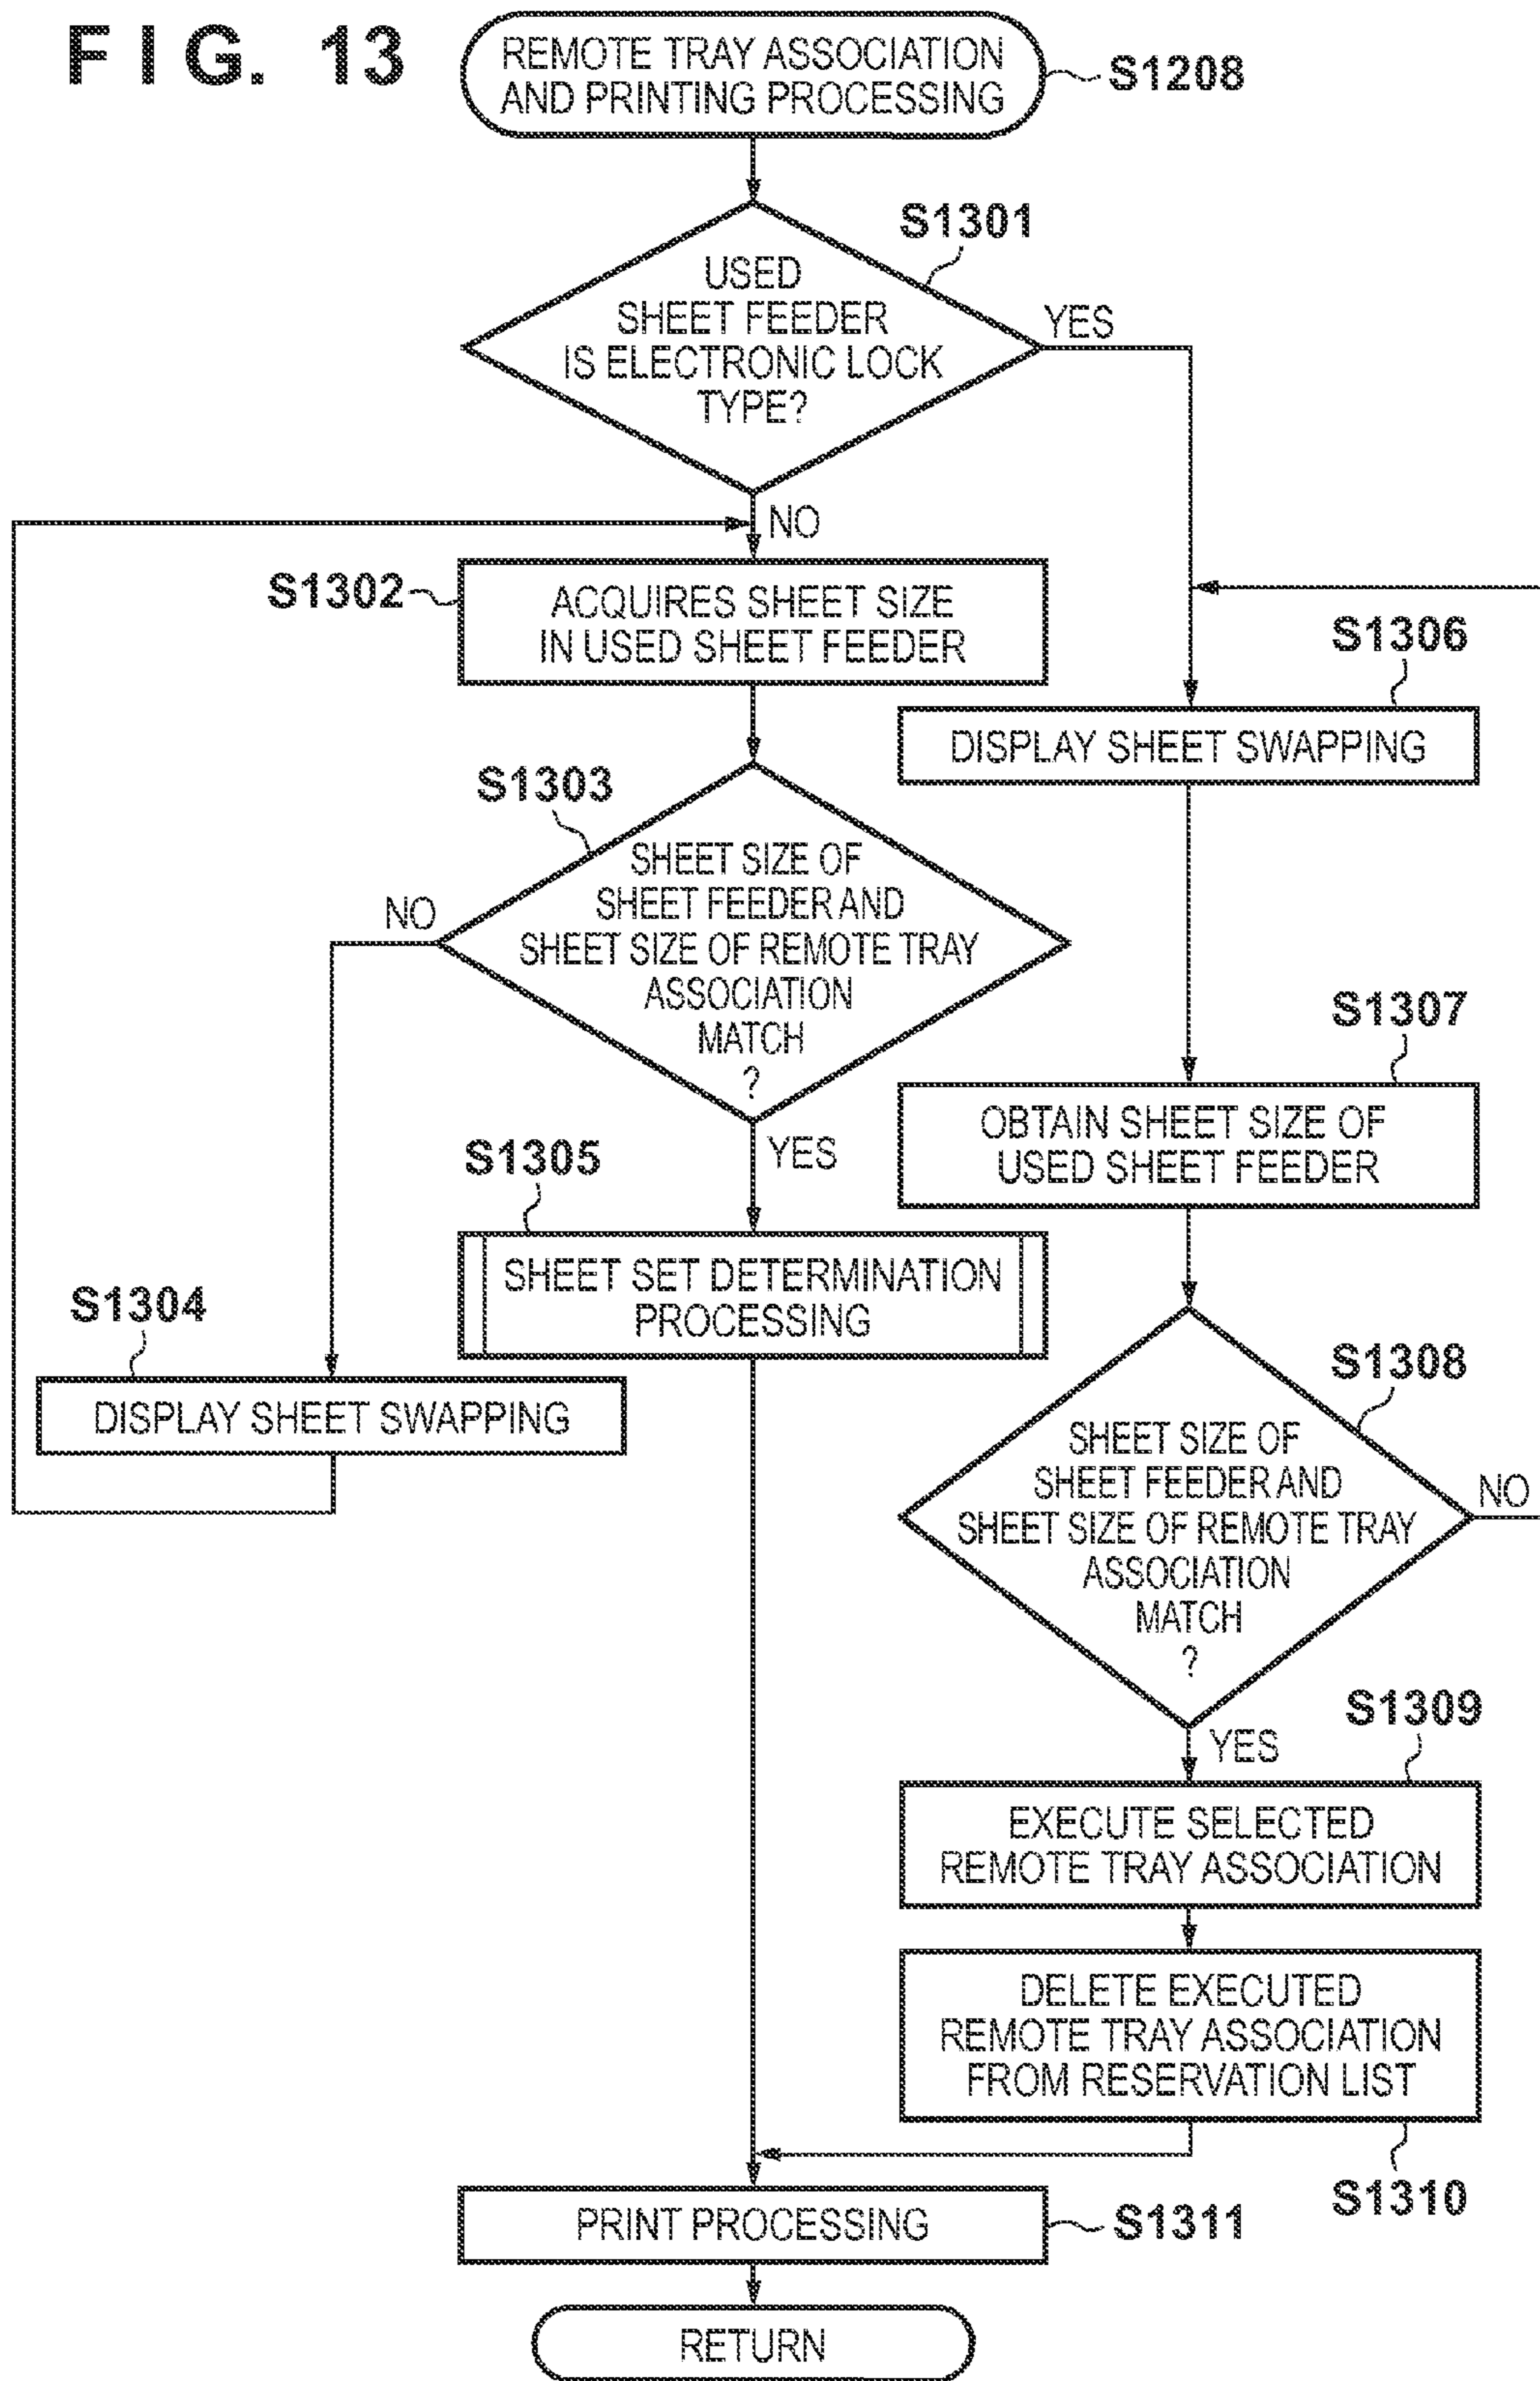 FIG. 13
REMOTE TRAY ASSOCIATION
AND PRINTING PROCESSING
S1208
S1301
USED
SHEET FEEDER
IS ELECTRONIC LOCK
TYPE?
YES
NO
S1302
ACQUIRES SHEET SIZE
IN USED SHEET FEEDER
S1306
DISPLAY SHEET SWAPPING
S1303
SHEET SIZE OF
SHEET FEEDER AND
SHEET SIZE OF REMOTE TRAY
ASSOCIATION
MATCH
?
NO
YES
S1307
OBTAIN SHEET SIZE OF
USED SHEET FEEDER
S1305
SHEET SET DETERMINATION
PROCESSING
S1304
DISPLAY SHEET SWAPPING
S1308
SHEET SIZE OF
SHEET FEEDER AND
SHEET SIZE OF REMOTE TRAY
ASSOCIATION
MATCH
?
NO
YES
S1309
EXECUTE SELECTED
REMOTE TRAY ASSOCIATION
DELETE EXECUTED
REMOTE TRAY ASSOCIATION
FROM RESERVATION LIST
S1310
PRINT PROCESSING
S1311
RETURN